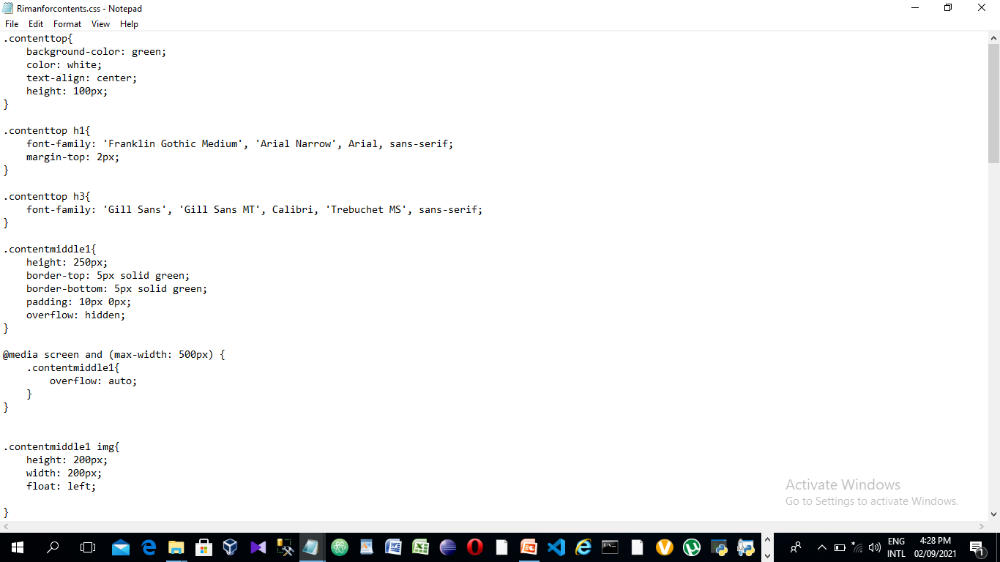 Rimanforcontents.css - Notepad
File Edit Format View Help
.contenttop{
    background-color: green;
    color: white;
    text-align: center;
    height: 100px;
}
.contenttop h1{
    font-family: 'Franklin Gothic Medium', 'Arial Narrow', Arial, sans-serif;
    margin-top: 2px;
}
.contenttop h3{
    font-family: 'Gill Sans', 'Gill Sans MT', Calibri, 'Trebuchet MS', sans-serif;
}
.contentmiddle1{
    height: 250px;
    border-top: 5px solid green;
    border-bottom: 5px solid green;
    padding: 10px 0px;
    overflow: hidden;
}
@media screen and (max-width: 500px) {
    .contentmiddle1{
        overflow: auto;
    }
}
.contentmiddle1 img{
    height: 200px;
    width: 200px;
    float: left;
}
Activate Windows
Go to Settings to activate Windows.
ENG
INTL
4:28 PM
02/09/2021
1